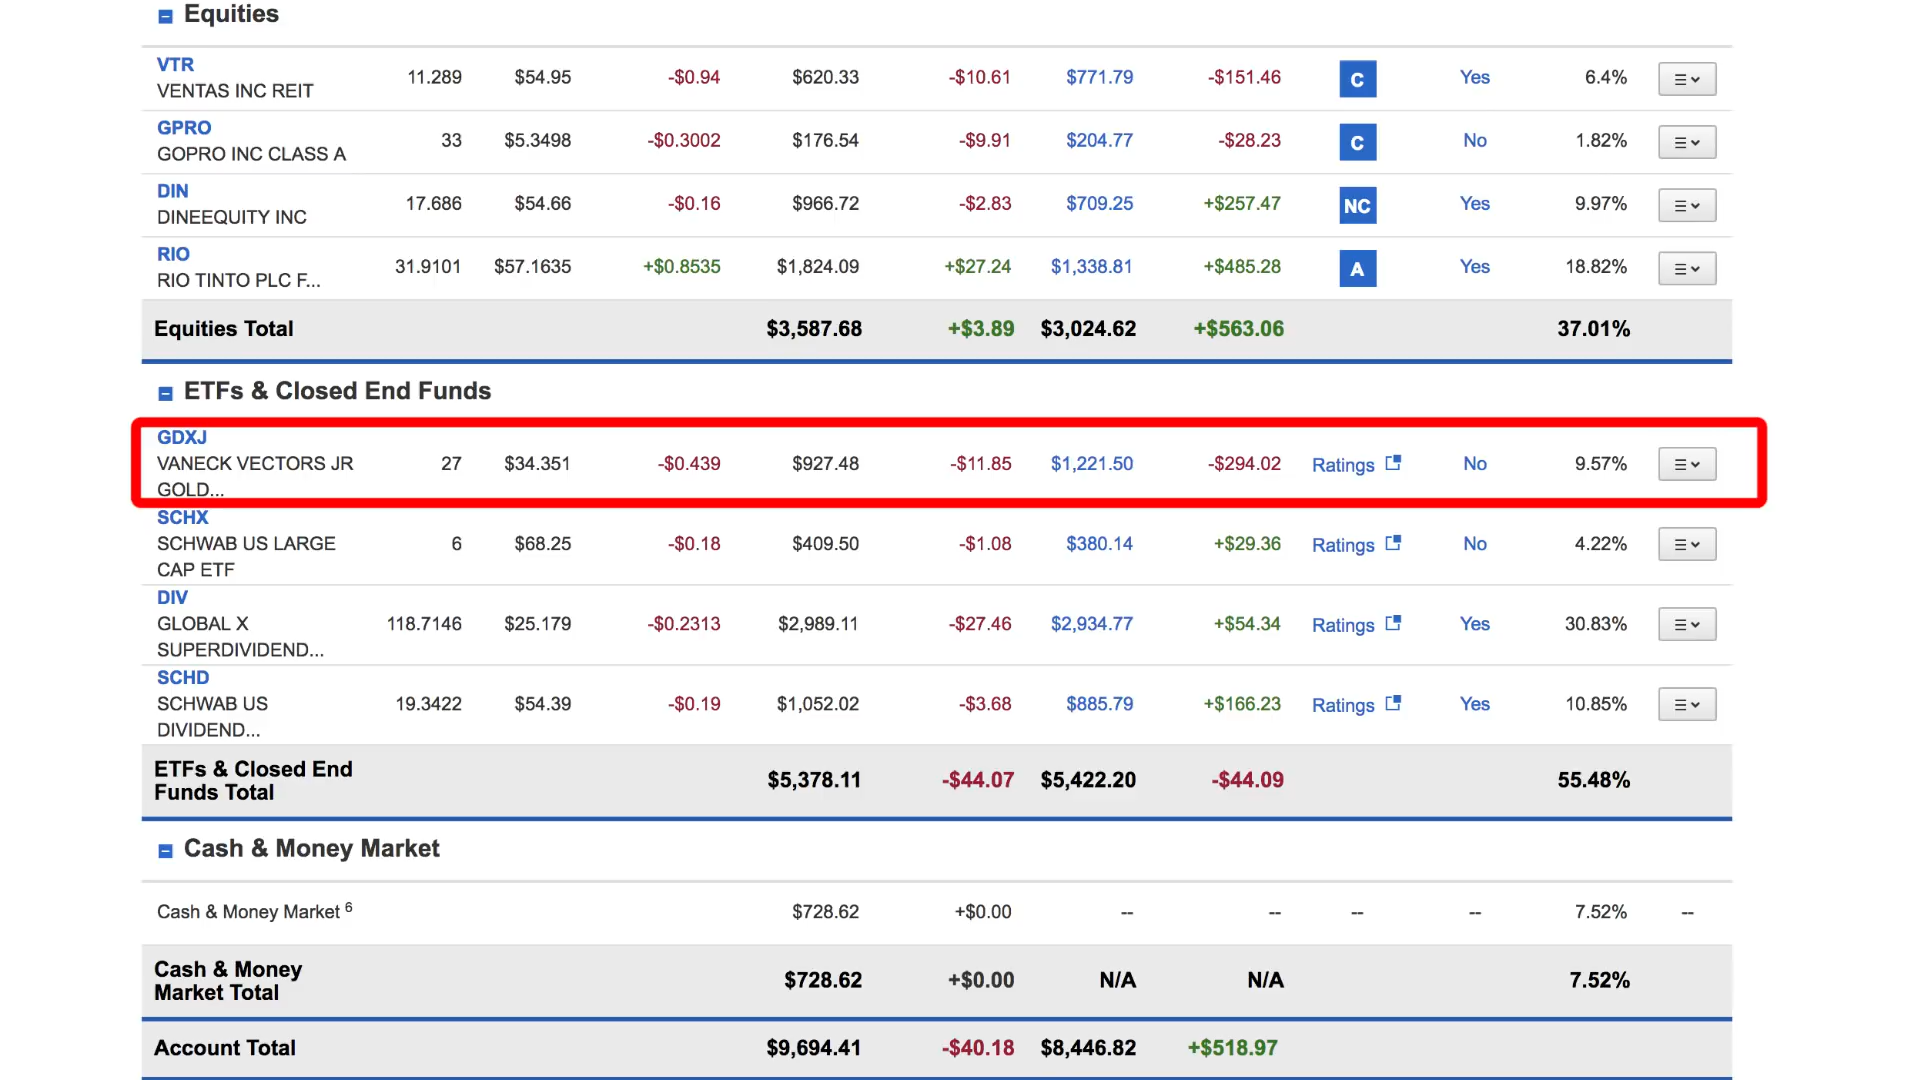 Equities
VTR
VENTAS INC REIT 11.289 $54.95 -$0.94 $620.33 -$10.61 $771.79 -$151.46 C Yes 6.4%
GPRO
GOPRO INC CLASS A 33 $5.3498 -$0.3002 $176.54 -$9.91 $204.77 -$28.23 C No 1.82%
DIN
DINEEQUITY INC 17.686 $54.66 -$0.16 $966.72 -$2.83 $709.25 +$257.47 NC Yes 9.97%
RIO
RIO TINTO PLC F... 31.9101 $57.1635 +$0.8535 $1,824.09 +$27.24 $1,338.81 +$485.28 A Yes 18.82%
Equities Total $3,587.68 +$3.89 $3,024.62 +$563.06 37.01%
ETFs & Closed End Funds
GDXJ
VANECK VECTORS JR 27 $34.351 -$0.439 $927.48 -$11.85 $1,221.50 -$294.02 Ratings No 9.57%
GOLD...
SCHX
SCHWAB US LARGE 6 $68.25 -$0.18 $409.50 -$1.08 $380.14 +$29.36 Ratings No 4.22%
CAP ETF
DIV
GLOBAL X 118.7146 $25.179 -$0.2313 $2,989.11 -$27.46 $2,934.77 +$54.34 Ratings Yes 30.83%
SUPERDIVIDEND...
SCHD
SCHWAB US 19.3422 $54.39 -$0.19 $1,052.02 -$3.68 $885.79 +$166.23 Ratings Yes 10.85%
DIVIDEND...
ETFs & Closed End
Funds Total $5,378.11 -$44.07 $5,422.20 -$44.09 55.48%
Cash & Money Market
Cash & Money Market 6 $728.62 +$0.00 -- -- -- -- 7.52% --
Cash & Money
Market Total $728.62 +$0.00 N/A N/A 7.52%
Account Total $9,694.41 -$40.18 $8,446.82 +$518.97